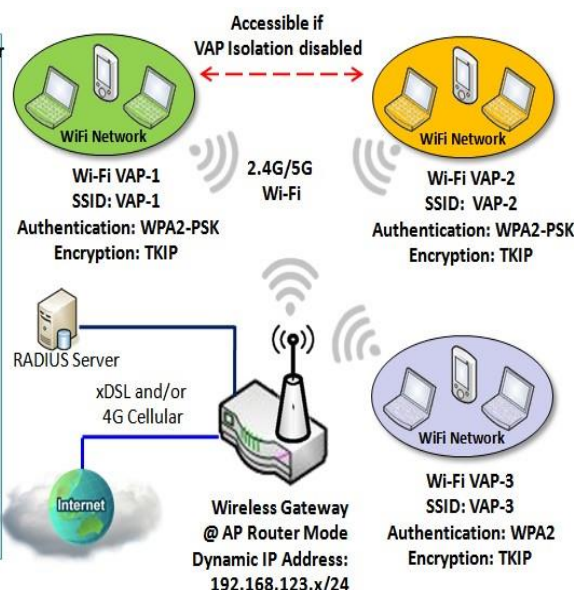 Accessible if
VAP Isolation disabled
WiFi Network
Wi-Fi VAP-1
SSID: VAP-1
Authentication: WPA2-PSK
Encryption: TKIP
2.4G/5G
Wi-Fi
WiFi Network
Wi-Fi VAP-2
SSID: VAP-2
Authentication: WPA2-PSK
Encryption: TKIP
RADIUS Server
xDSL and/or
4G Cellular
Internet
Wireless Gateway
@ AP Router Mode
Dynamic IP Address:
192.168.123.x/24
WiFi Network
Wi-Fi VAP-3
SSID: VAP-3
Authentication: WPA2
Encryption: TKIP